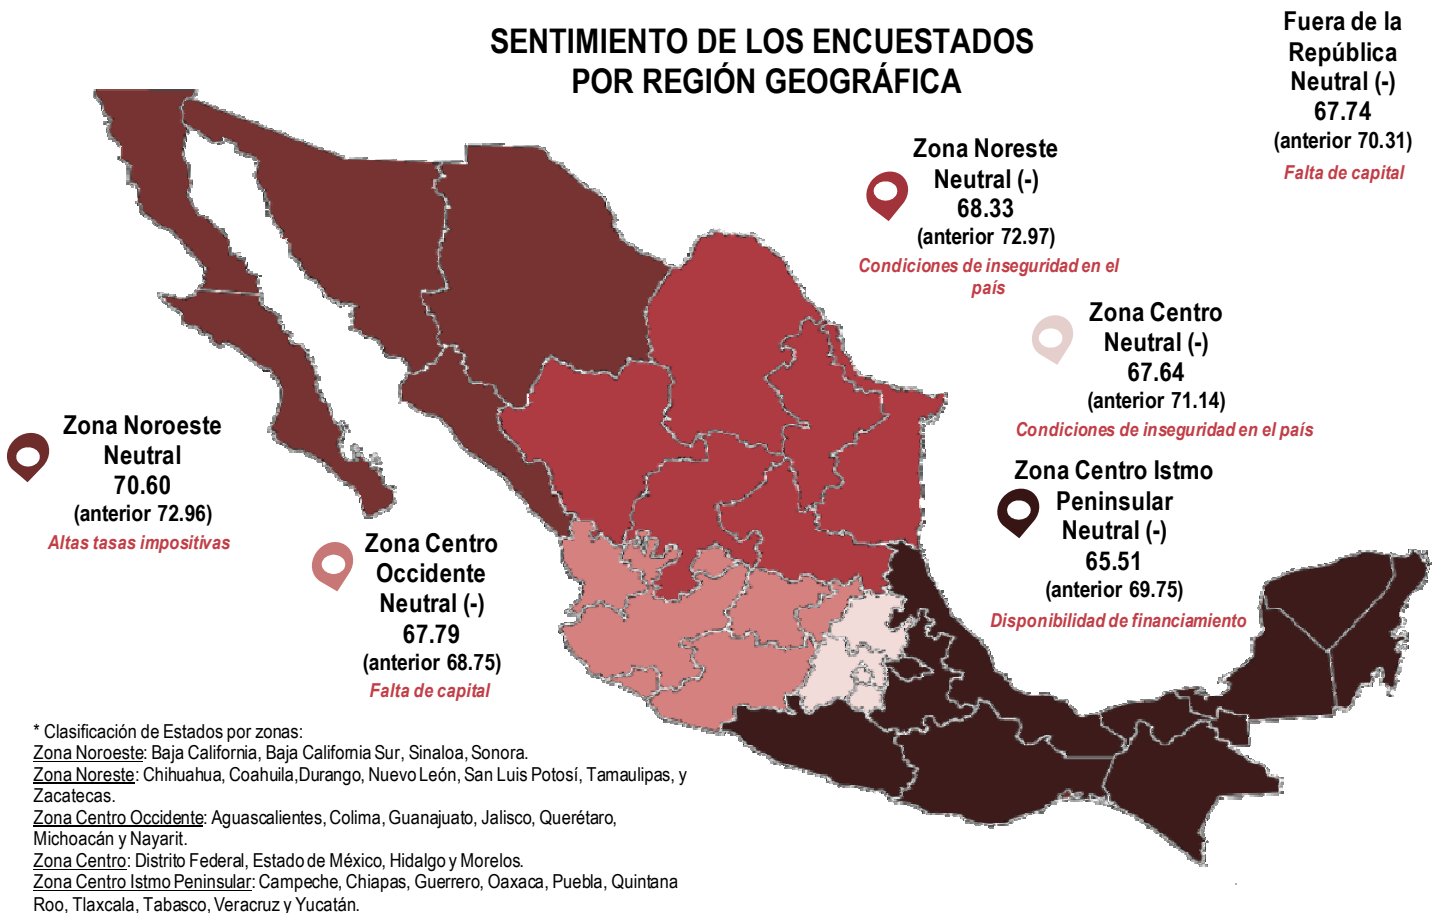 SENTIMIENTO DE LOS ENCUESTADOS
POR REGIÓN GEOGRÁFICA
Fuera de la
República
Neutral (-)
67.74
(anterior 70.31)
Falta de capital
Zona Noreste
Neutral (-)
68.33
(anterior 72.97)
Condiciones de inseguridad en el
país
Zona Centro
Neutral (-)
67.64
(anterior 71.14)
Condiciones de inseguridad en el país
Zona Noroeste
Neutral
70.60
(anterior 72.96)
Altas tasas impositivas
Zona Centro Istmo
Peninsular
Neutral (-)
65.51
(anterior 69.75)
Disponibilidad de financiamiento
Zona Centro
Occidente
Neutral (-)
67.79
(anterior 68.75)
Falta de capital
* Clasificación de Estados por zonas:
Zona Noroeste: Baja California, Baja California Sur, Sinaloa, Sonora.
Zona Noreste: Chihuahua, Coahuila,Durango, Nuevo León, San Luis Potosí, Tamaulipas, y
Zacatecas.
Zona Centro Occidente: Aguascalientes, Colima, Guanajuato, Jalisco, Querétaro,
Michoacán y Nayarit.
Zona Centro: Distrito Federal, Estado de México, Hidalgo y Morelos.
Zona Centro Istmo Peninsular: Campeche, Chiapas, Guerrero, Oaxaca, Puebla, Quintana
Roo, Tlaxcala, Tabasco, Veracruz y Yucatán.